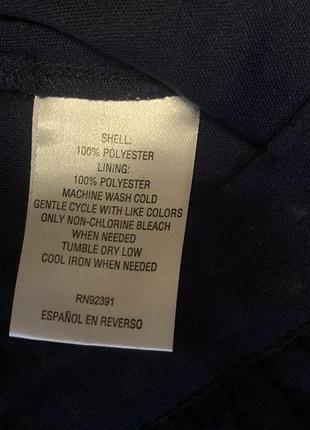 SHELL:
100% POLYESTER
LINING:
100% POLYESTER
MACHINE WASH COLD
GENTLE CYCLE WITH LIKE COLORS
ONLY NON-CHLORINE BLEACH
WHEN NEEDED
TUMBLE DRY LOW
COOL IRON WHEN NEEDED
RN92391
ESPAÑOL EN REVERSO